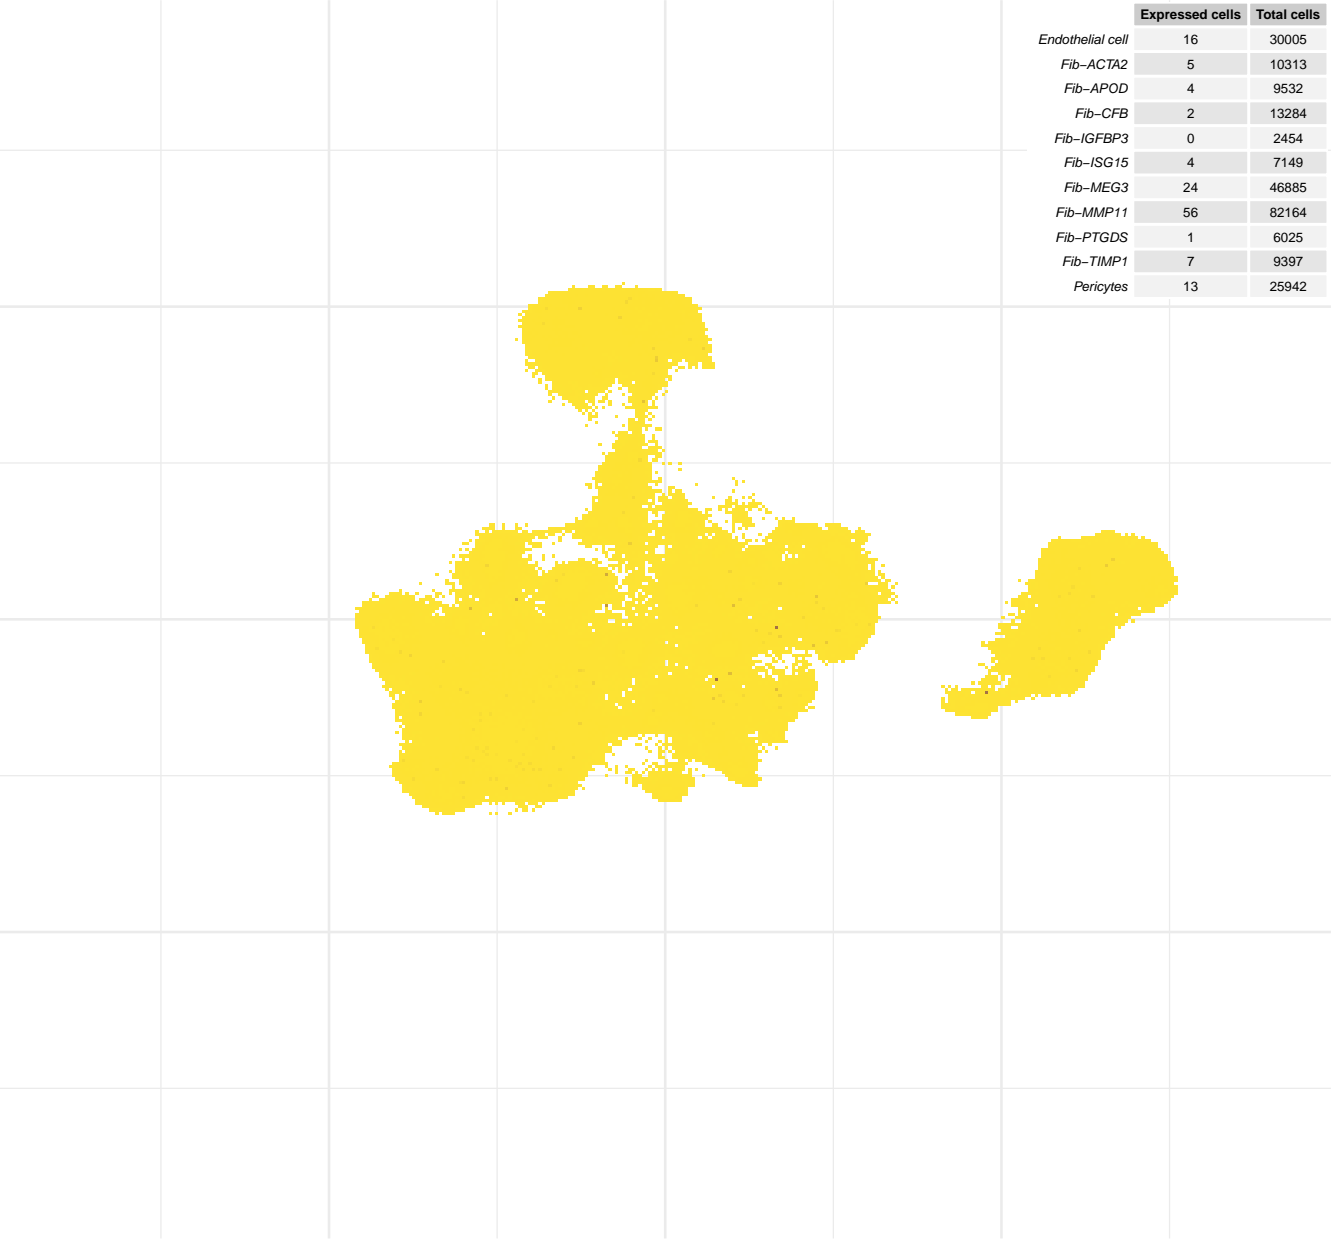 Expressed cells Total cells
Endothelial cell 16 30005
Fib−ACTA2 5 10313
Fib−APOD 4 9532
Fib−CFB 2 13284
Fib−IGFBP3 0 2454
Fib−ISG15 4 7149
Fib−MEG3 24 46885
Fib−MMP11 56 82164
Fib−PTGDS 1 6025
Fib−TIMP1 7 9397
Pericytes 13 25942